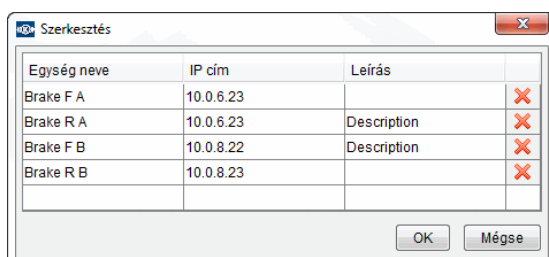 Szerkesztés
Egység neve IP cím Leírás
Brake F A 10.0.6.23
Brake R A 10.0.6.23 Description
Brake F B 10.0.8.22 Description
Brake R B 10.0.8.23
OK Mégse